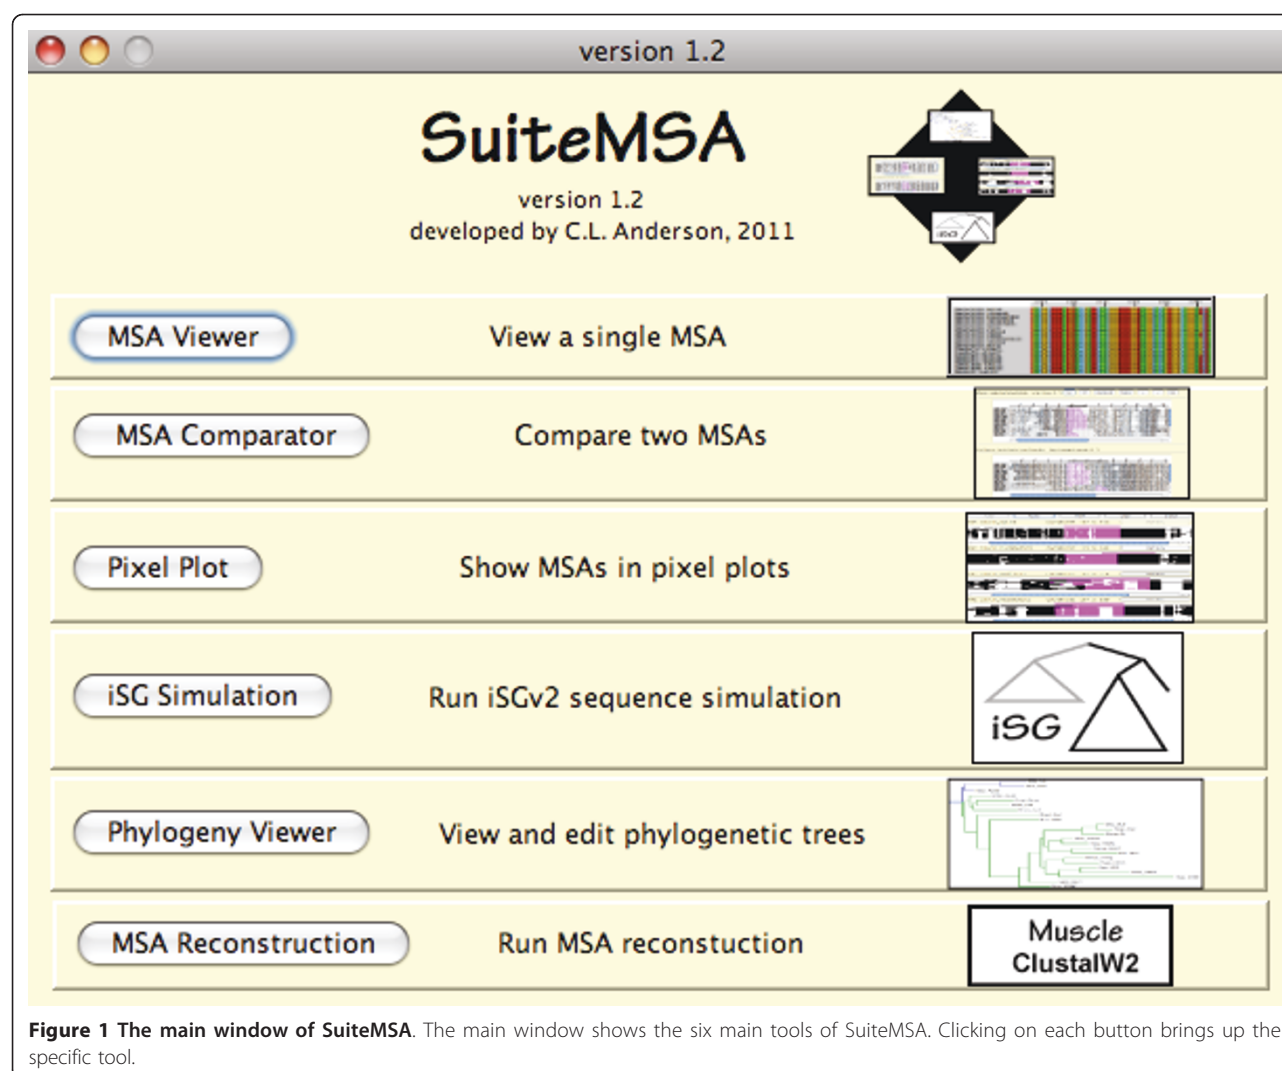 version 1.2
SuiteMSA
version 1.2
developed by C.L. Anderson, 2011
iSG
MSA Viewer View a single MSA
MSA Comparator Compare two MSAs
Pixel Plot Show MSAs in pixel plots
iSG Simulation Run iSGv2 sequence simulation
iSG
Phylogeny Viewer View and edit phylogenetic trees
MSA Reconstruction Run MSA reconstuction
Muscle
ClustalW2
Figure 1 The main window of SuiteMSA. The main window shows the six main tools of SuiteMSA. Clicking on each button brings up the
specific tool.